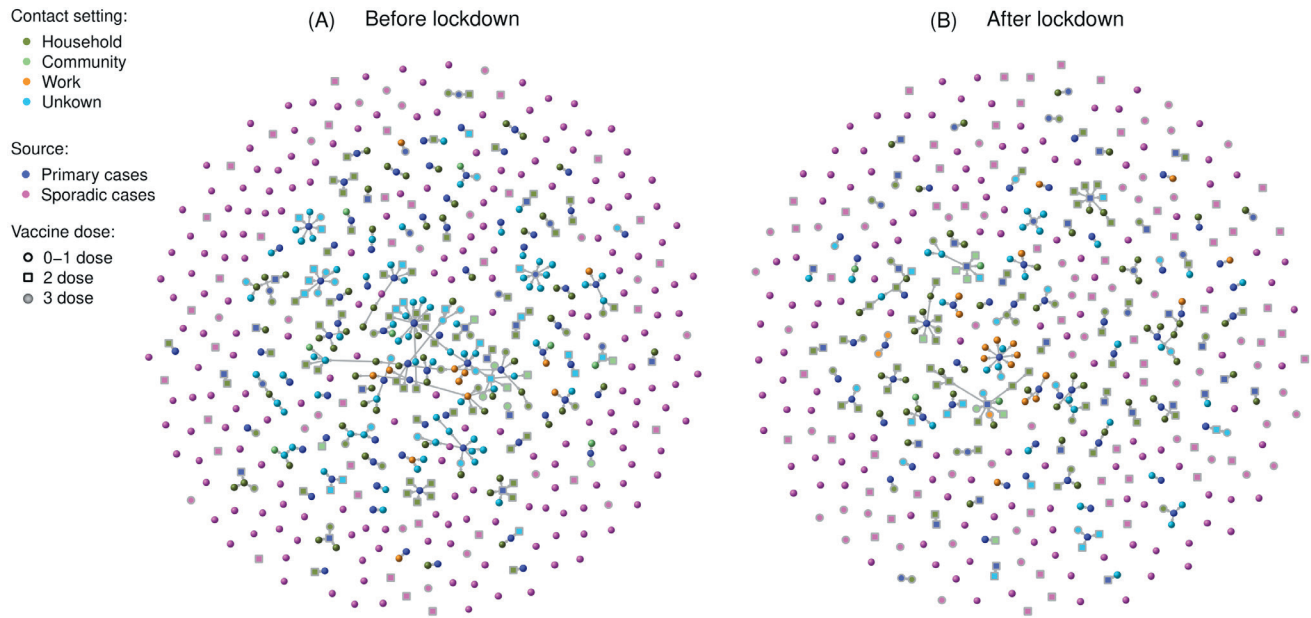 Contact setting:
Household
Community
Work
Unkown
Source:
Primary cases
Sporadic cases
Vaccine dose:
0–1 dose
2 dose
3 dose
(A) Before lockdown
(B) After lockdown